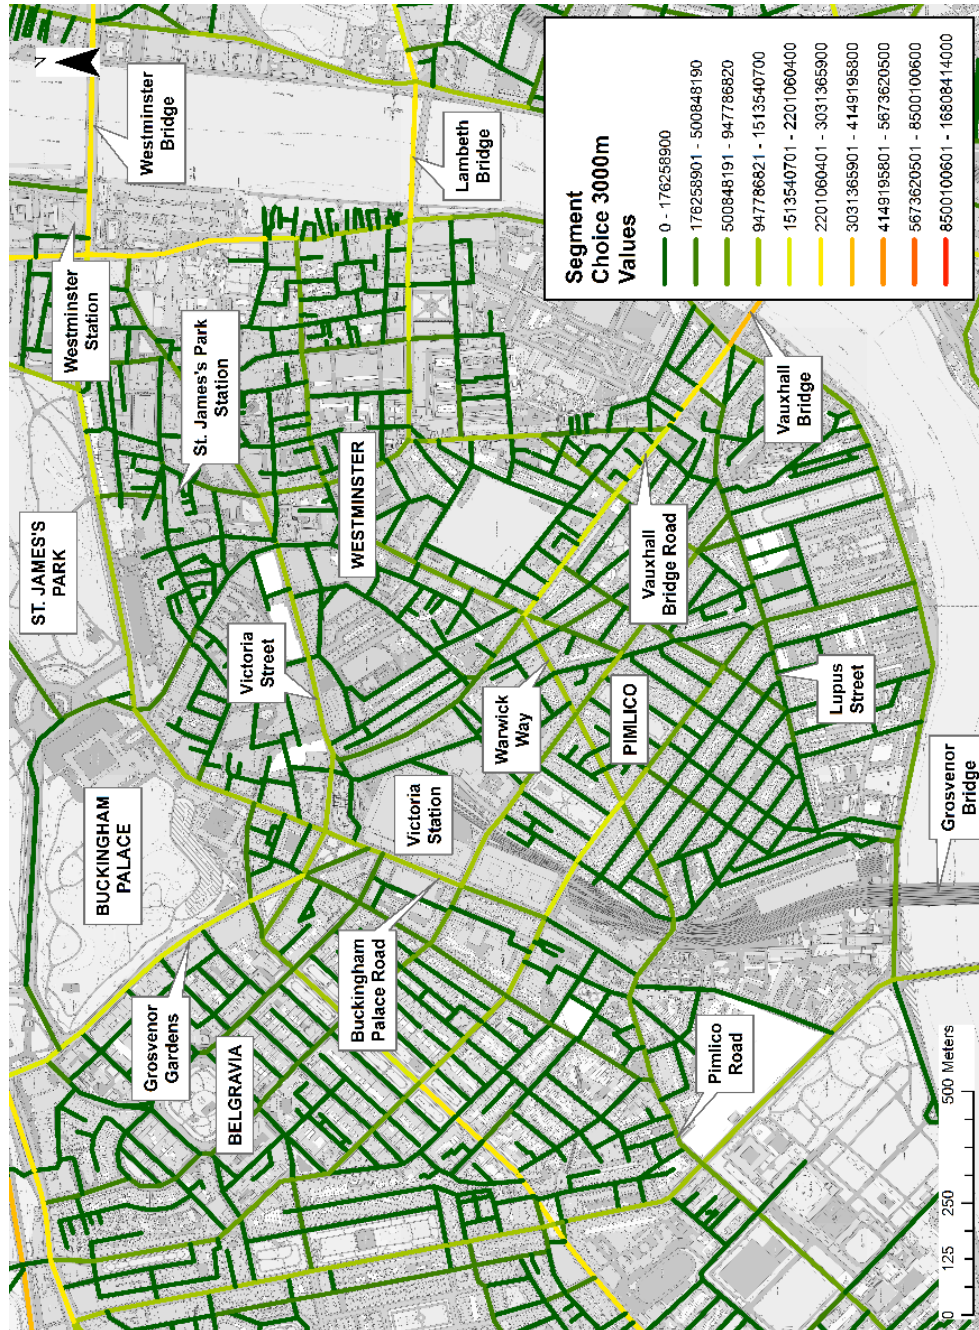 BUCKINGHAM
PALACE
ST. JAMES'S
PARK
Westminster
Station
Westminster
Bridge
St. James's Park
Station
Lambeth
Bridge
Victoria
Street
WESTMINSTER
Grosvenor
Gardens
BELGRAVIA
Victoria
Station
Buckingham
Palace Road
Warwick
Way
PIMLICO
Vauxhall
Bridge Road
Vauxhall
Bridge
Lupus
Street
Pimlico
Road
Grosvenor
Bridge
Segment
Choice 3000m
Values
0 - 176258900
176258901 - 500848190
500848191 - 947786820
947786821 - 1513540700
1513540701 - 2201060400
2201060401 - 3031365900
3031365901 - 4149195800
4149195801 - 5673620500
5673620501 - 8500100600
8500100601 - 16808414000
0 125 250 500 Meters